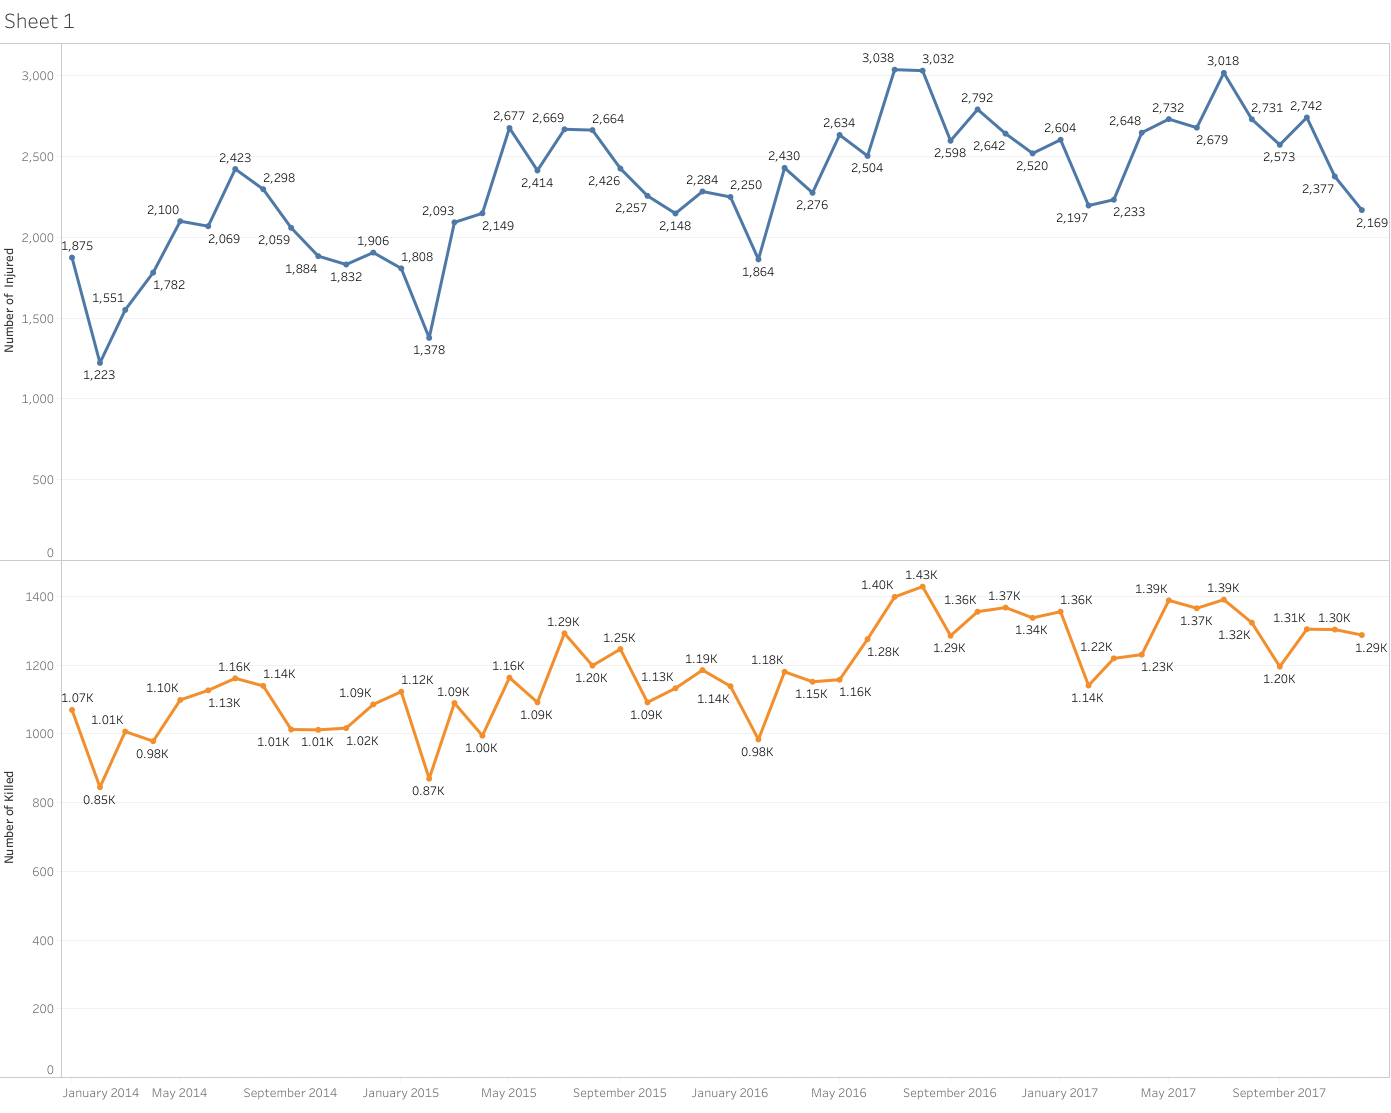 Sheet 1
Number of  Injured
3,000
2,500
2,000
1,500
1,000
500
0
1,875
1,223
1,551
1,782
2,100
2,069
2,423
2,298
2,059
1,884
1,832
1,906
1,808
1,378
2,093
2,149
2,677
2,414
2,669
2,664
2,426
2,257
2,148
2,284
2,250
1,864
2,430
2,276
2,634
2,504
3,038
3,032
2,598
2,792
2,642
2,520
2,604
2,197
2,233
2,648
2,732
2,679
3,018
2,731
2,573
2,742
2,377
2,169
Number of Killed
1400
1200
1000
800
600
400
200
0
1.07K
0.85K
1.01K
0.98K
1.10K
1.13K
1.16K
1.14K
1.01K
1.01K
1.02K
1.09K
1.12K
0.87K
1.09K
1.00K
1.16K
1.09K
1.29K
1.20K
1.25K
1.09K
1.13K
1.19K
1.14K
0.98K
1.18K
1.15K
1.16K
1.28K
1.40K
1.43K
1.29K
1.36K
1.37K
1.34K
1.36K
1.14K
1.22K
1.23K
1.39K
1.37K
1.39K
1.32K
1.20K
1.31K
1.30K
1.29K
January 2014
May 2014
September 2014
January 2015
May 2015
September 2015
January 2016
May 2016
September 2016
January 2017
May 2017
September 2017